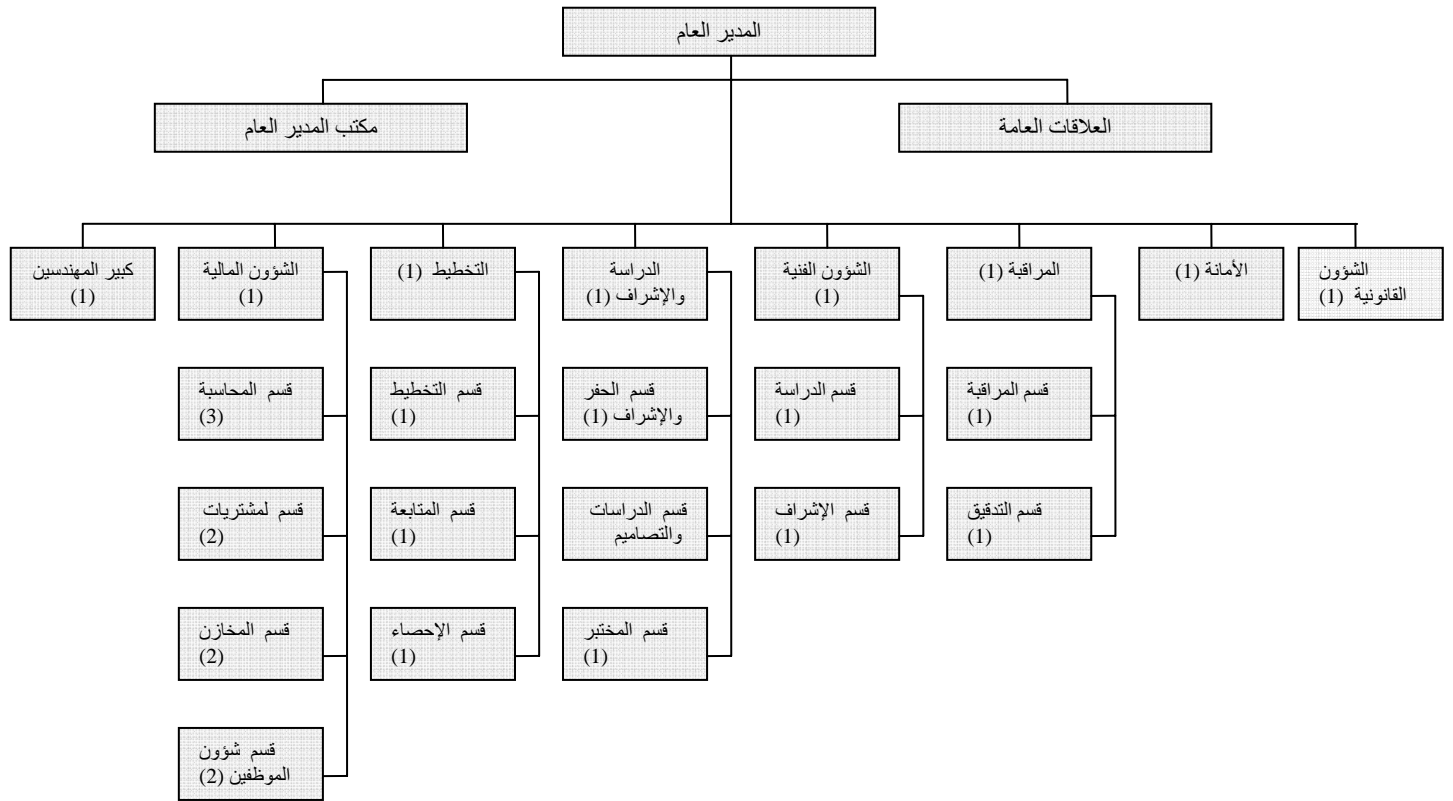 المدير العام
العلاقات العامة
مكتب المدير العام
الشؤون
القانونية (1)
الأمانة (1)
المراقبة (1)
الشؤون الفنية
(1)
الدراسة
والإشراف (1)
التخطيط (1)
الشؤون المالية
(1)
كبير المهندسين
(1)
قسم المراقبة
(1)
قسم الدراسة
(1)
قسم الحفر
والإشراف (1)
قسم التخطيط
(1)
قسم المحاسبة
(3)
قسم التدقيق
(1)
قسم الإشراف
(1)
قسم الدراسات
والتصاميم
قسم المتابعة
(1)
قسم لمشتريات
(2)
قسم المختبر
(1)
قسم الإحصاء
(1)
قسم المخازن
(2)
قسم شؤون
الموظفين (2)